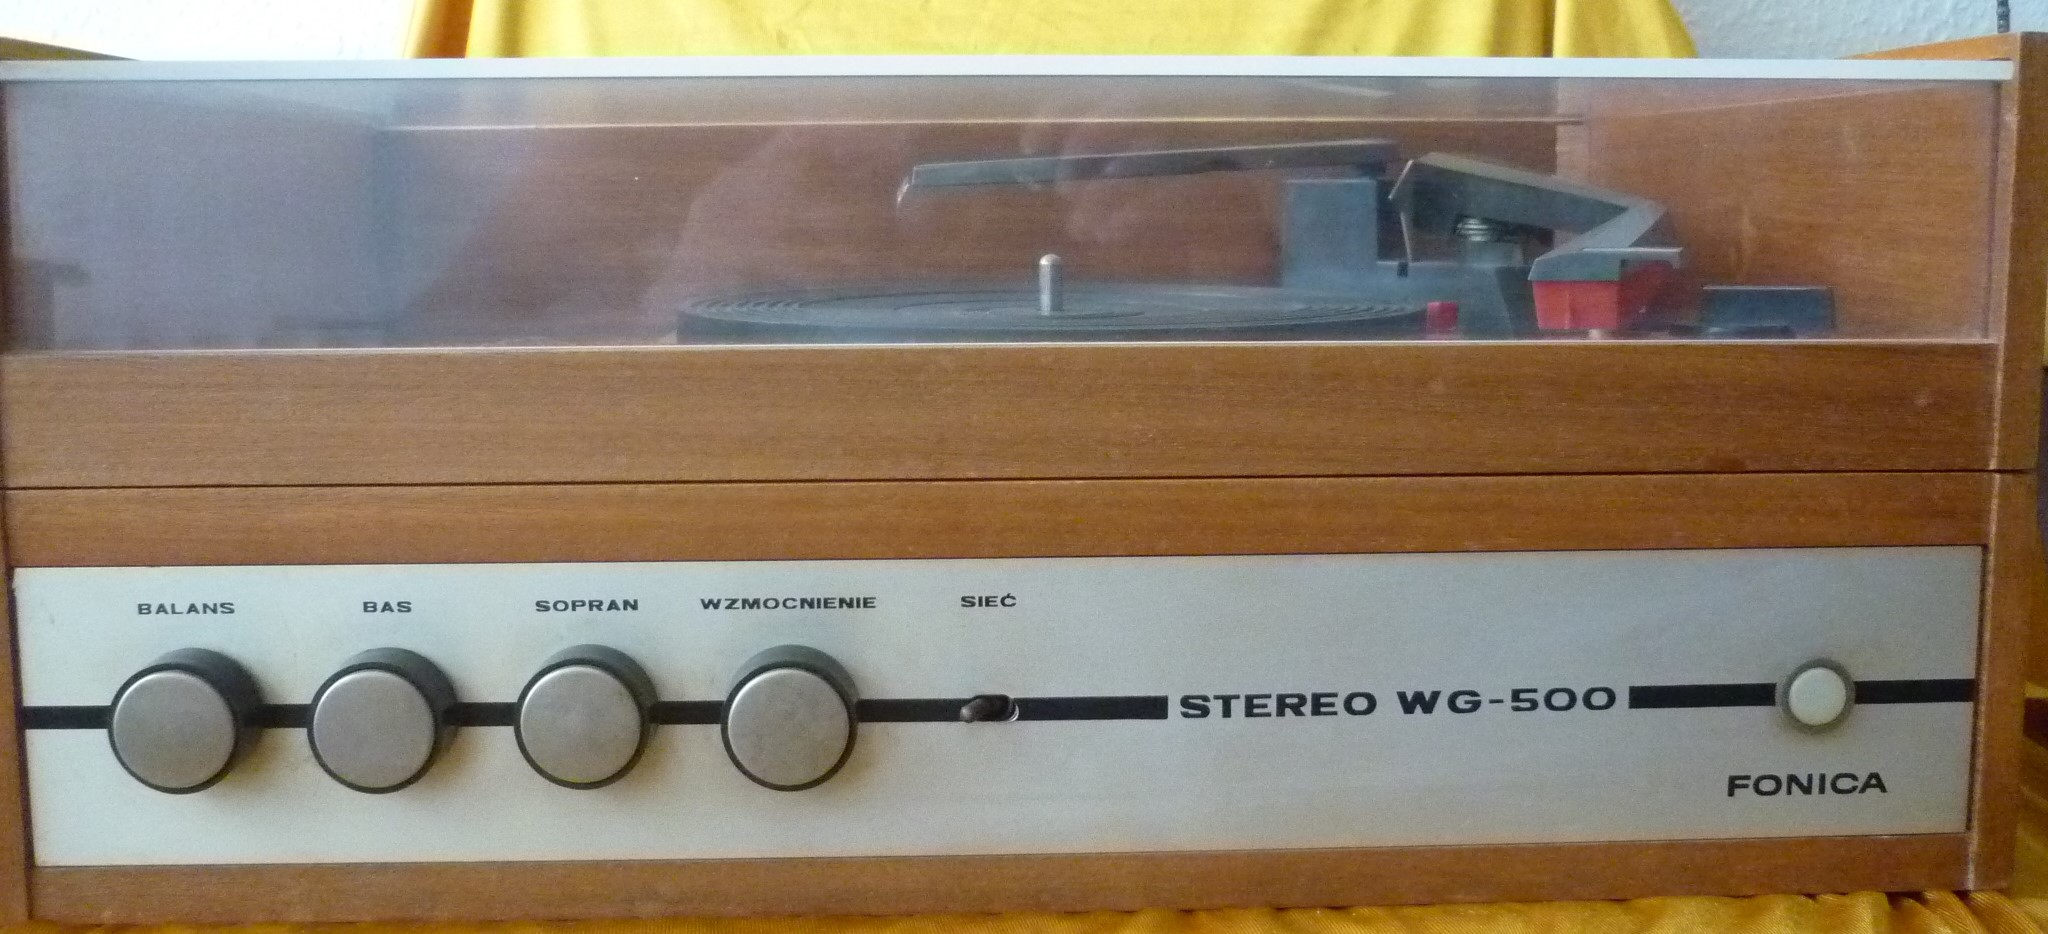 BALANS BAS SOPRAN WZMOCNIENIE SIEĆ
STEREO WG-500
FONICA